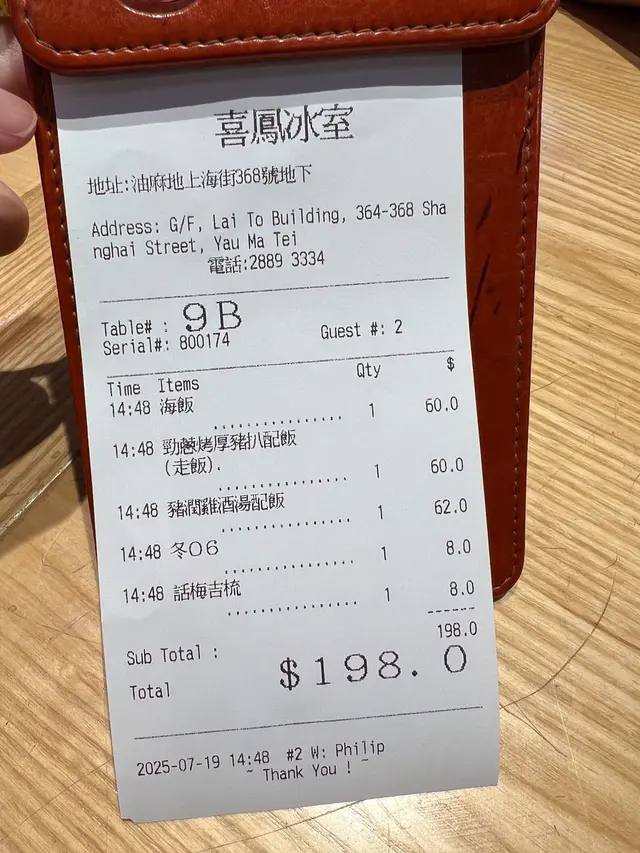 喜鳳冰室
地址:油麻地上海街368號地下
Address: G/F, Lai To Building, 364-368 Sha
nghai Street, Yau Ma Tei
電話:2889 3334
Table# : 9B
Serial#: 800174 Guest #: 2
Time Items Qty $
14:48 海飯 1 60.0
14:48 勁蔥烤厚豬扒配飯
(走飯). 1 60.0
14:48 豬潤雞酒湯配飯 1 62.0
14:48 冬06 1 8.0
14:48 話梅吉梳 1 8.0
Sub Total : 198.0
Total $198.0
2025-07-19 14:48 #2 W: Philip
~ Thank You ! ~